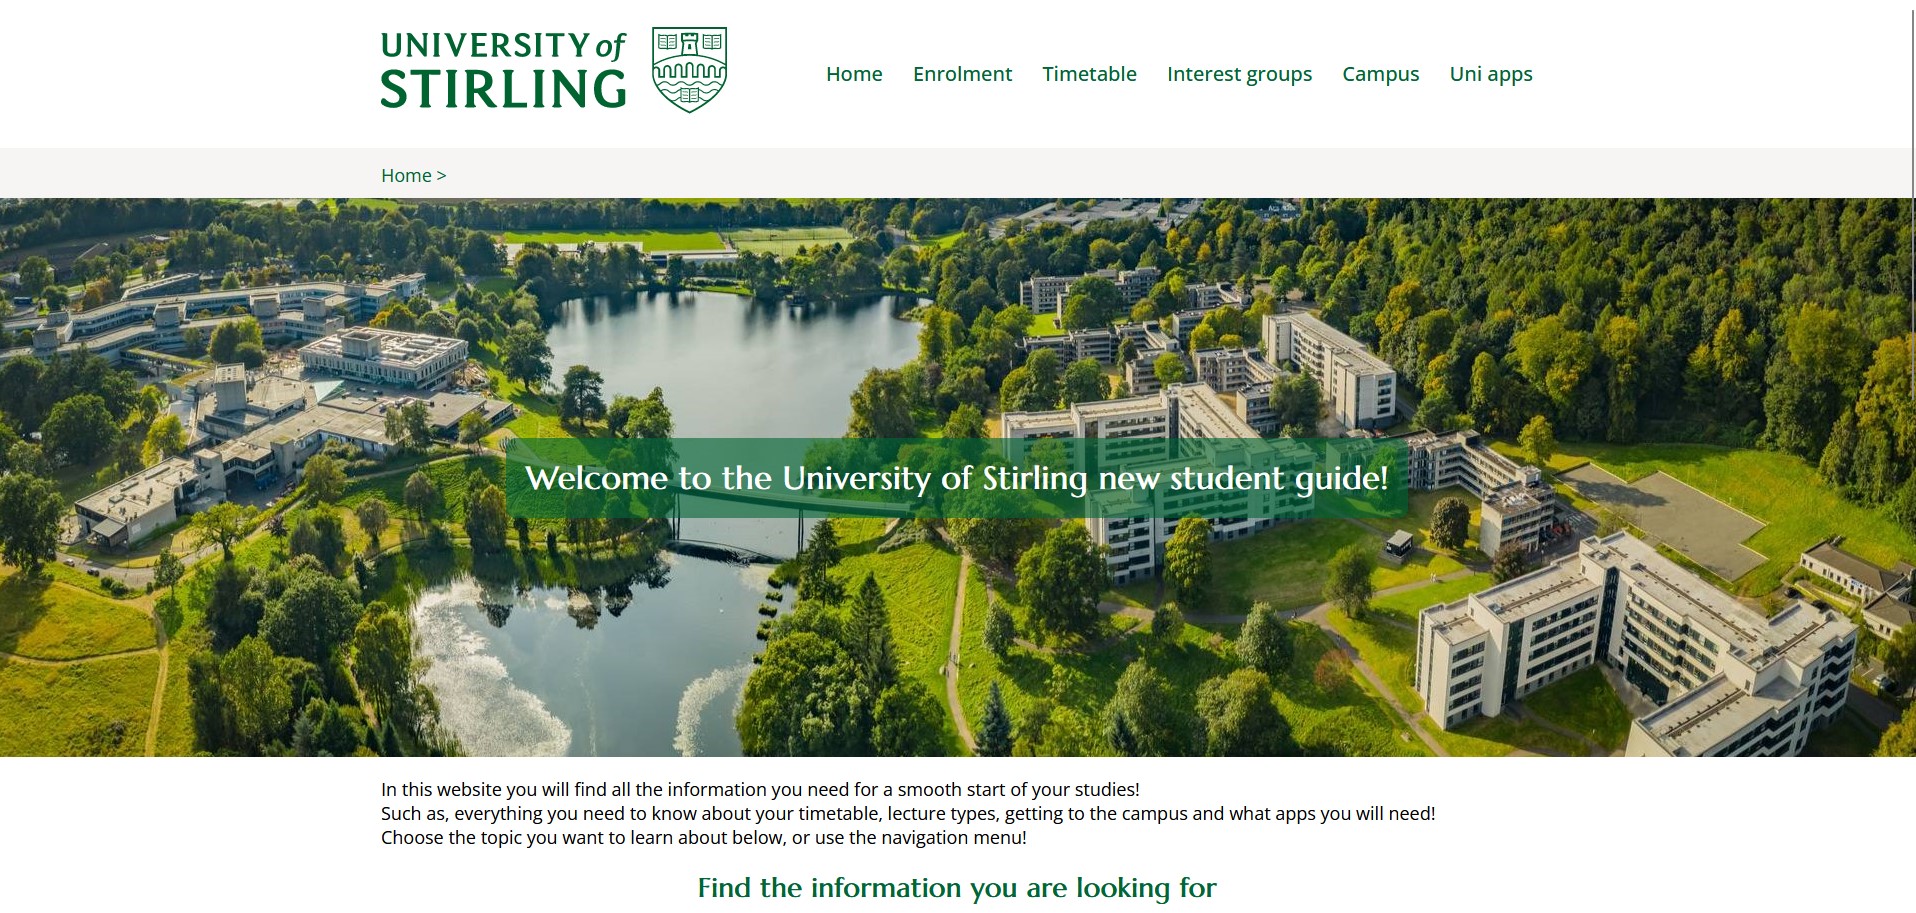 UNIVERSITY of
STIRLING
Home Enrolment Timetable Interest groups Campus Uni apps
Home >
Welcome to the University of Stirling new student guide!
In this website you will find all the information you need for a smooth start of your studies!
Such as, everything you need to know about your timetable, lecture types, getting to the campus and what apps you will need!
Choose the topic you want to learn about below, or use the navigation menu!
Find the information you are looking for